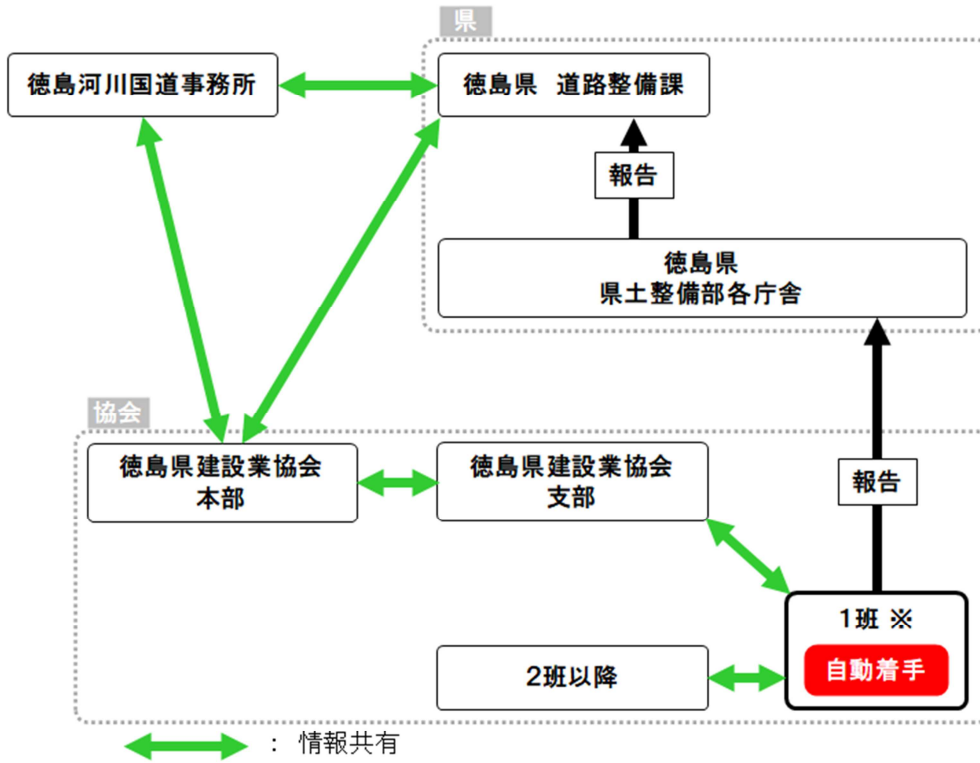 県
徳島河川国道事務所
徳島県 道路整備課
報告
徳島県
県土整備部各庁舎
協会
徳島県建設業協会
本部
徳島県建設業協会
支部
報告
1班 ※
自動着手
2班以降
： 情報共有